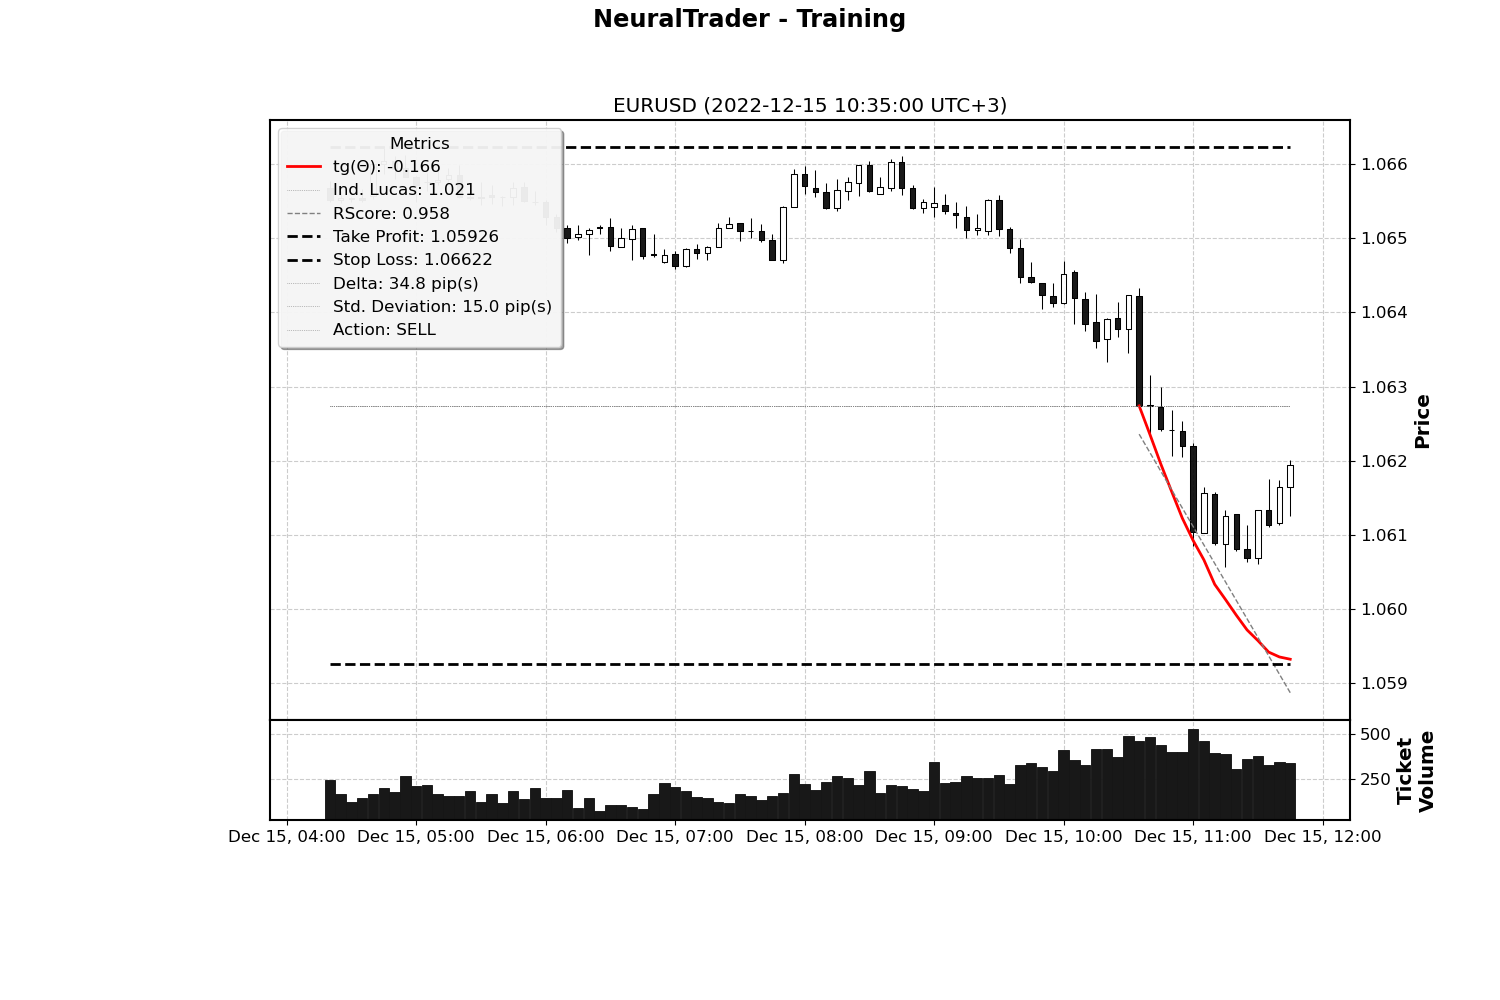 NeuralTrader - Training
EURUSD (2022-12-15 10:35:00 UTC+3)
Metrics
tg(Θ): -0.166
Ind. Lucas: 1.021
RScore: 0.958
Take Profit: 1.05926
Stop Loss: 1.06622
Delta: 34.8 pip(s)
Std. Deviation: 15.0 pip(s)
Action: SELL
1.066
1.065
1.064
1.063
1.062
1.061
1.060
1.059
Price
500
250
Ticket
Volume
Dec 15, 04:00 Dec 15, 05:00 Dec 15, 06:00 Dec 15, 07:00 Dec 15, 08:00 Dec 15, 09:00 Dec 15, 10:00 Dec 15, 11:00 Dec 15, 12:00